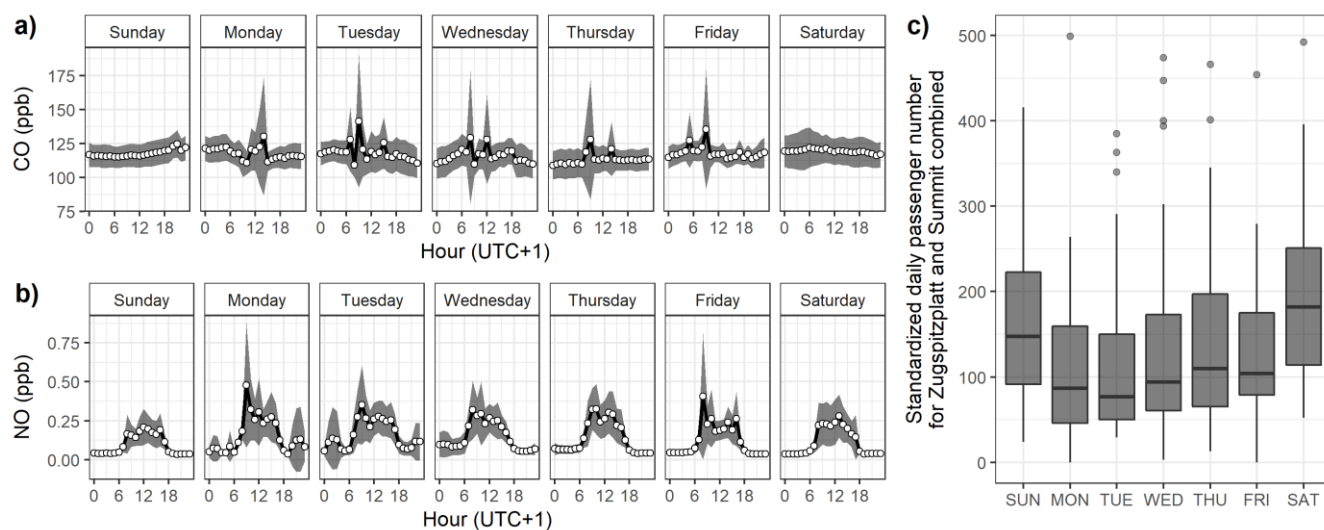 a)
Sunday Monday Tuesday Wednesday Thursday Friday Saturday
CO (ppb)
175
150
125
100
75
0 6 12 18 0 6 12 18 0 6 12 18 0 6 12 18 0 6 12 18 0 6 12 18 0 6 12 18
Hour (UTC+1)
b)
Sunday Monday Tuesday Wednesday Thursday Friday Saturday
NO (ppb)
0.75
0.50
0.25
0.00
0 6 12 18 0 6 12 18 0 6 12 18 0 6 12 18 0 6 12 18 0 6 12 18 0 6 12 18
Hour (UTC+1)
c)
Standardized daily passenger number
for Zugspitzplatt and Summit combined
500
400
300
200
100
0
SUN MON TUE WED THU FRI SAT